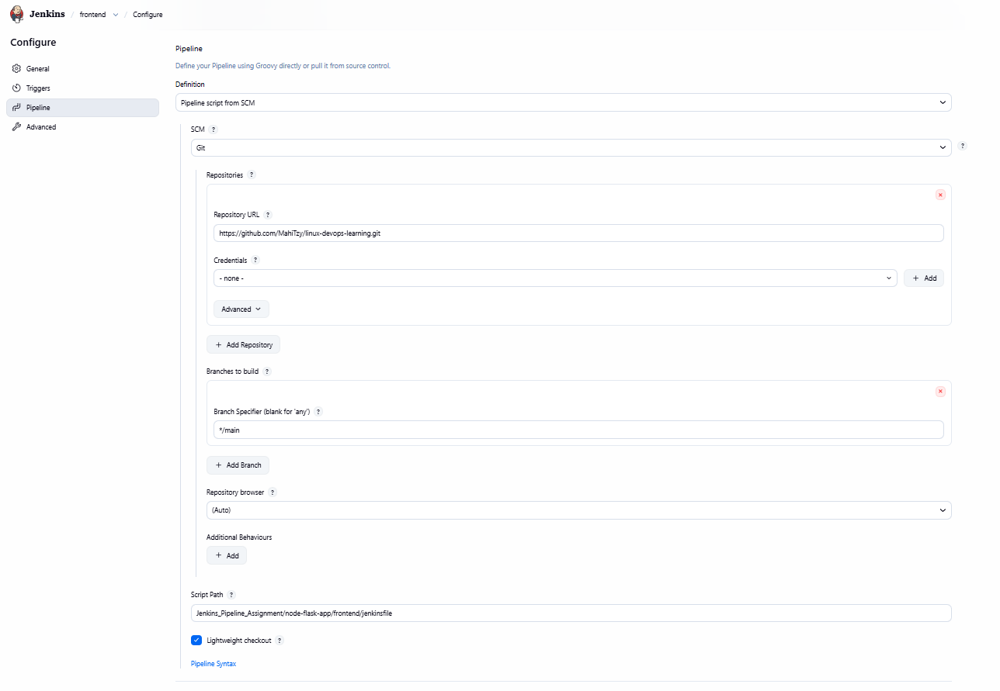 Jenkins / frontend / Configure
Configure
General
Triggers
Pipeline
Advanced
Pipeline
Define your Pipeline using Groovy directly or pull it from source control.
Definition
Pipeline script from SCM
SCM ?
Git
?
Repositories ?
Repository URL ?
https://github.com/MahiTzy/linux-devops-learning.git
Credentials ?
- none -
+ Add
Advanced
+ Add Repository
Branches to build ?
Branch Specifier (blank for 'any') ?
*/main
+ Add Branch
Repository browser ?
(Auto)
Additional Behaviours
+ Add
Script Path ?
Jenkins_Pipeline_Assignment/node-flask-app/frontend/jenkinsfile
Lightweight checkout ?
Pipeline Syntax